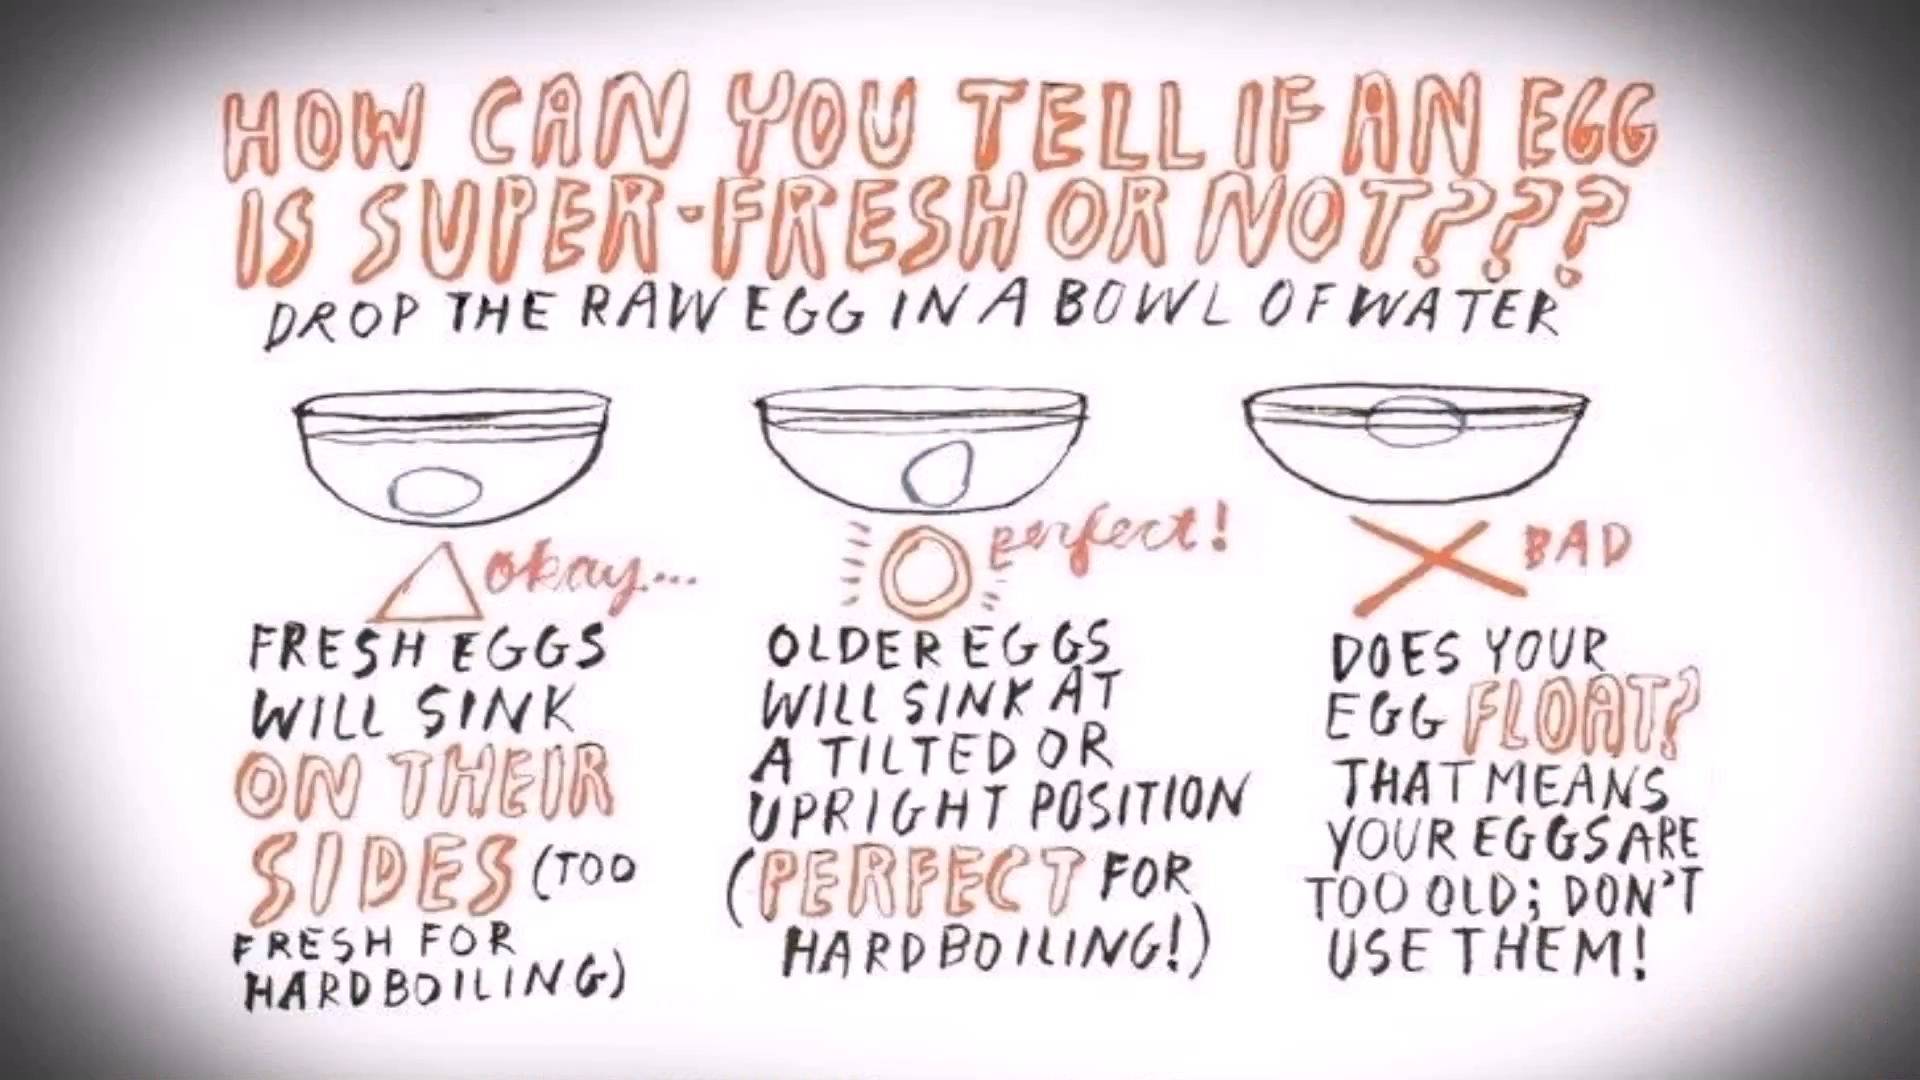 HOW CAN YOU TELL IF AN EGG
IS SUPER-FRESH OR NOT???
DROP THE RAW EGG IN A BOWL OF WATER
okay...
FRESH EGGS
WILL SINK
ON THEIR
SIDES (TOO
FRESH FOR
HARDBOILING)
perfect!
OLDER EGGS
WILL SINK AT
A TILTED OR
UPRIGHT POSITION
(PERFECT FOR
HARDBOILING!)
BAD
DOES YOUR
EGG FLOAT?
THAT MEANS
YOUR EGGS ARE
TOO OLD; DON'T
USE THEM!